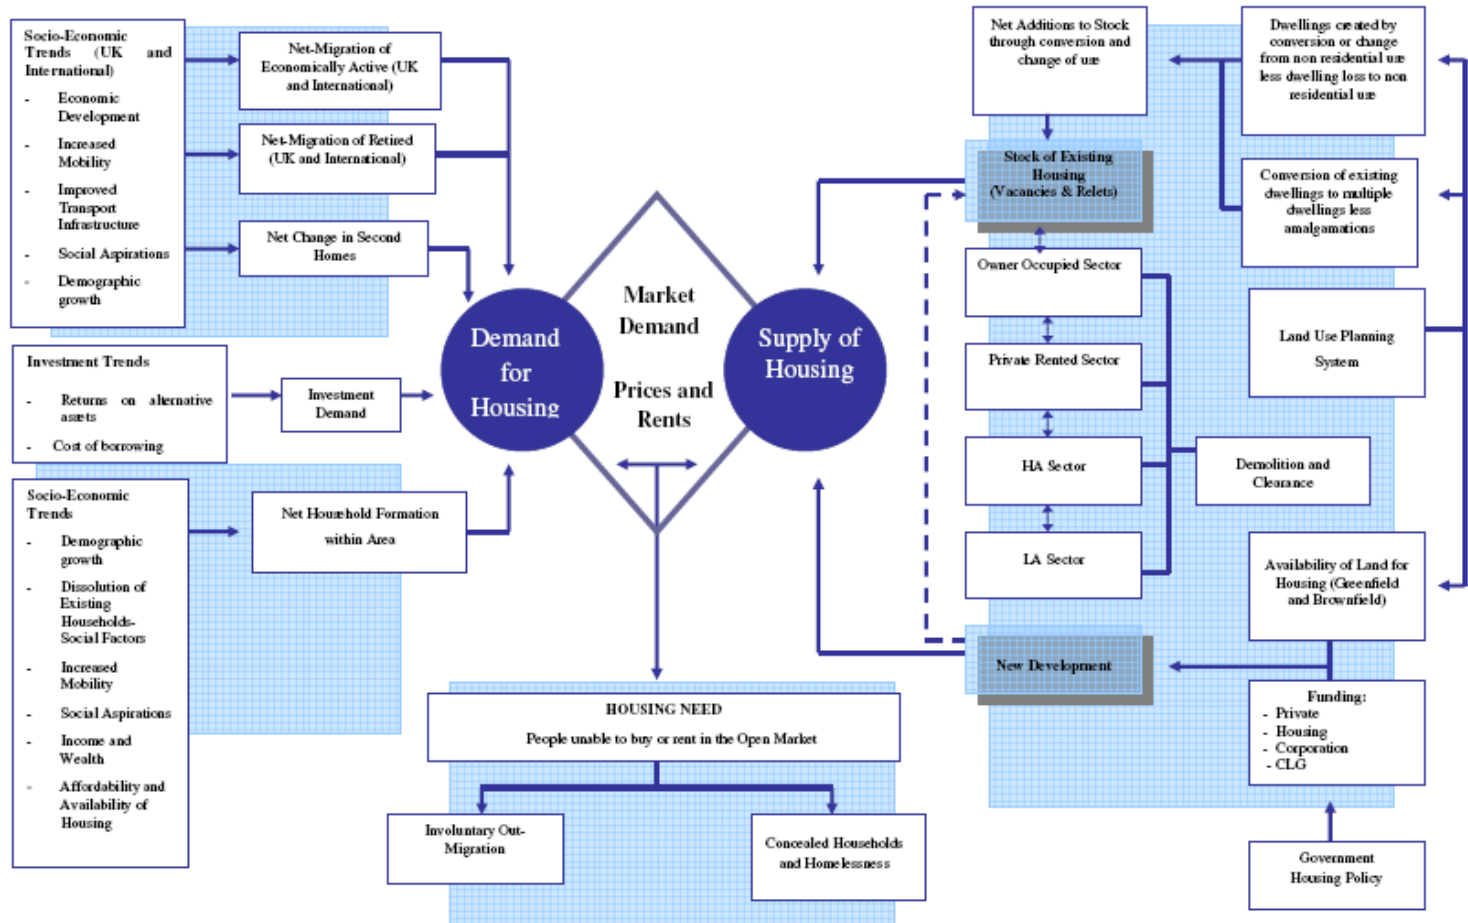 Socio-Economic
Trends (UK and
International)
- Economic
Development
- Increased
Mobility
- Improved
Transport
Infrastructure
- Social Aspirations
- Demographic
growth
Net-Migration of
Economically Active (UK
and International)
Net-Migration of Retired
(UK and International)
Net Change in Second
Homes
Investment Trends
- Returns on alternative
assets
- Cost of borrowing
Investment
Demand
Socio-Economic
Trends
- Demographic
growth
- Dissolution of
Existing
Households-
Social Factors
- Increased
Mobility
- Social Aspirations
- Income and
Wealth
- Affordability and
Availability of
Housing
Net Household Formation
within Area
Demand
for
Housing
Market
Demand
Prices and
Rents
Supply of
Housing
HOUSING NEED
People unable to buy or rent in the Open Market
Involuntary Out-
Migration
Concealed Households
and Homelessness
Net Additions to Stock
through conversion and
change of use
Stock of Existing
Housing
(Vacancies & Relets)
Owner Occupied Sector
Private Rented Sector
HA Sector
LA Sector
New Development
Dwellings created by
conversion or change
from non residential use
less dwelling loss to non
residential use
Conversion of existing
dwellings to multiple
dwellings less
amalgamations
Land Use Planning
System
Demolition and
Clearance
Availability of Land for
Housing (Greenfield
and Brownfield)
Funding:
- Private
- Housing
- Corporation
- CLG
Government
Housing Policy